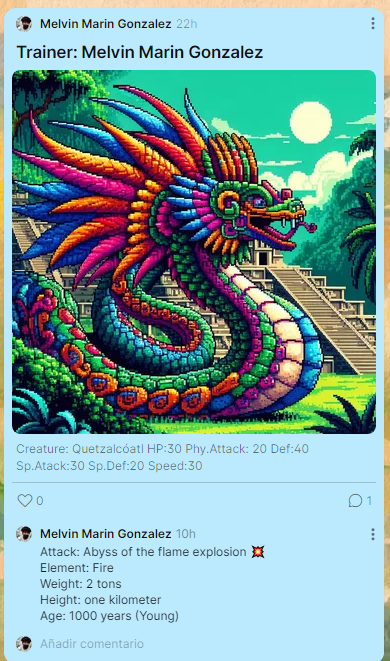 Melvin Marin Gonzalez 22h
Trainer: Melvin Marin Gonzalez
Creature: Quetzalcóatl HP:30 Phy.Attack: 20 Def:40
Sp.Atack:30 Sp.Def:20 Speed:30
0
1
Melvin Marin Gonzalez 10h
Attack: Abyss of the flame explosion 💥
Element: Fire
Weight: 2 tons
Height: one kilometer
Age: 1000 years (Young)
Añadir comentario